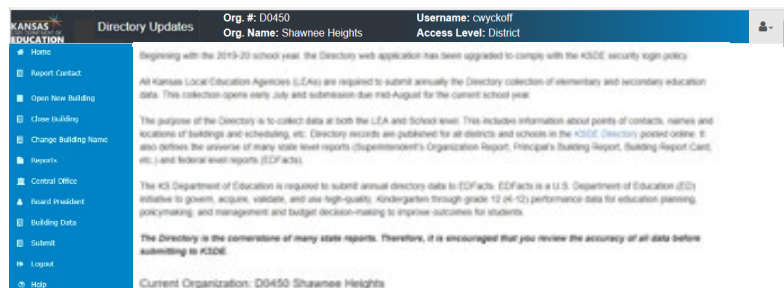 KANSAS
STATE DEPARTMENT OF
EDUCATION
Directory Updates
Org. #: D0450
Org. Name: Shawnee Heights
Username: cwyckoff
Access Level: District
Home
Report Contact
Open New Building
Close Building
Change Building Name
Reports
Central Office
Board President
Building Data
Submit
Logout
Help
Beginning with the 2019-20 school year, the Directory web application has been upgraded to comply with the KSDE security login policy.
All Kansas Local Education Agencies (LEAs) are required to submit annually the Directory collection of elementary and secondary education
data. This collection opens early July and submission due mid-August for the current school year.
The purpose of the Directory is to collect data at both the LEA and School level. This includes information about points of contacts, names and
locations of buildings and scheduling, etc. Directory records are published for all districts and schools in the KSDE Directory posted online. It
also defines the universe of many state level reports (Superintendent's Organization Report, Principal's Building Report, Building Report Card,
etc.) and federal level reports (EDFacts).
The KS Department of Education is required to submit annual directory data to EDFacts. EDFacts is a U.S. Department of Education (ED)
initiative to govern, acquire, validate, and use high-quality, Kindergarten through grade 12 (K-12) performance data for education planning,
policymaking, and management and budget decision-making to improve outcomes for students.
The Directory is the cornerstone of many state reports. Therefore, it is encouraged that you review the accuracy of all data before
submitting to KSDE.
Current Organization: D0450 Shawnee Heights